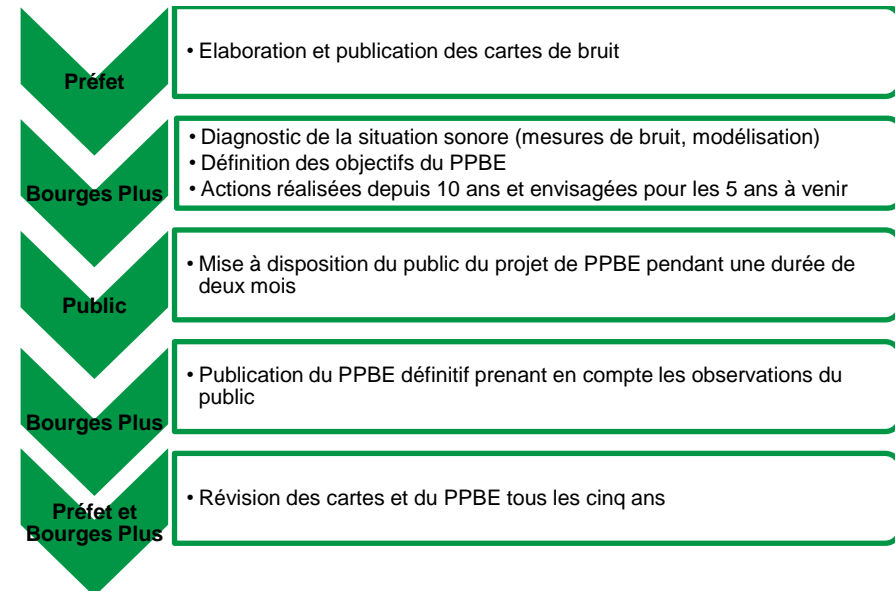 Préfet
• Elaboration et publication des cartes de bruit
Bourges Plus
• Diagnostic de la situation sonore (mesures de bruit, modélisation)
• Définition des objectifs du PPBE
• Actions réalisées depuis 10 ans et envisagées pour les 5 ans à venir
Public
• Mise à disposition du public du projet de PPBE pendant une durée de
deux mois
Bourges Plus
• Publication du PPBE définitif prenant en compte les observations du
public
Préfet et
Bourges Plus
• Révision des cartes et du PPBE tous les cinq ans